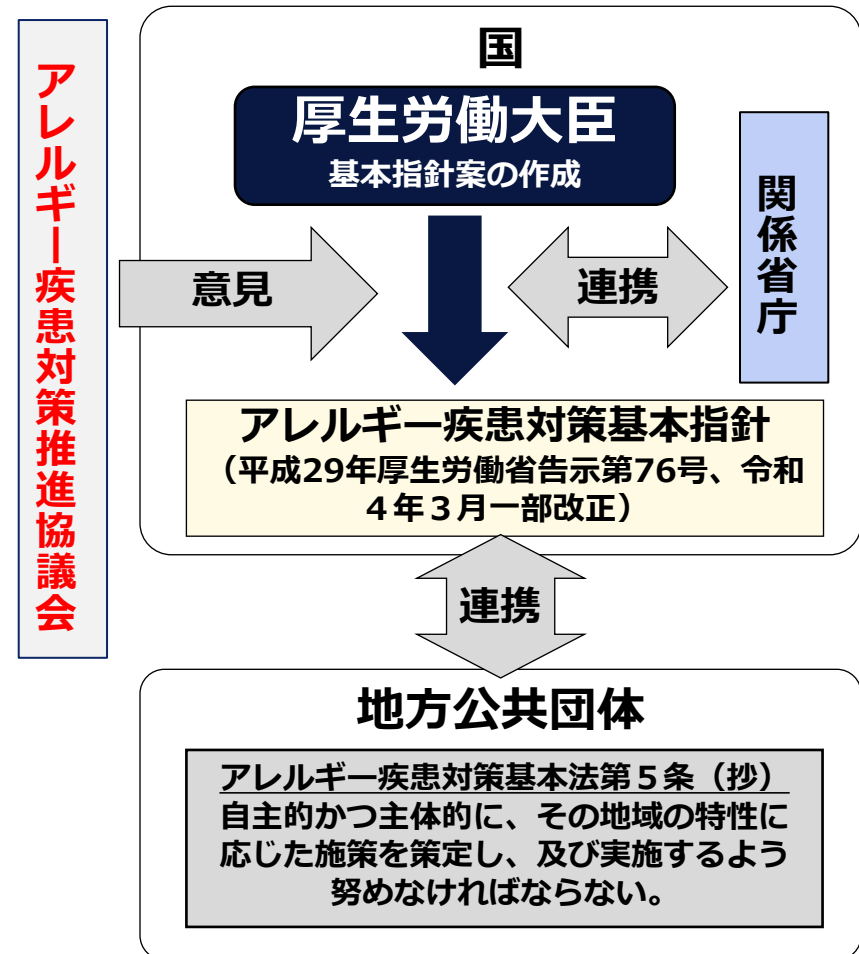 アレルギー疾患対策推進協議会
国
厚生労働大臣
基本指針案の作成
関係省庁
意見
連携
アレルギー疾患対策基本指針
（平成29年厚生労働省告示第76号、令和
４年３月一部改正）
連携
地方公共団体
アレルギー疾患対策基本法第５条（抄）
自主的かつ主体的に、その地域の特性に
応じた施策を策定し、及び実施するよう
努めなければならない。